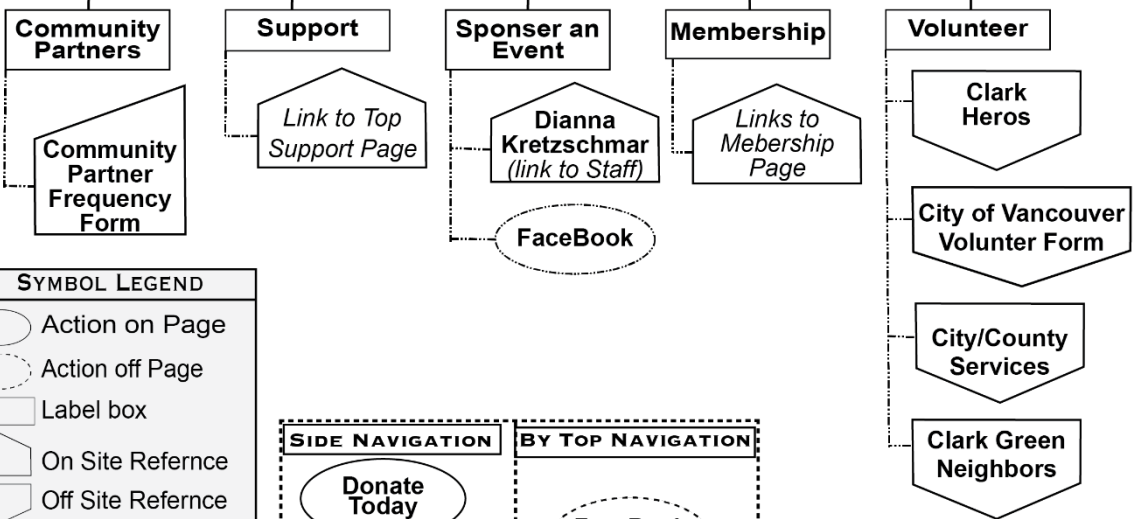 Community
Partners
Support
Sponser an
Event
Membership
Volunteer
Community
Partner
Frequency
Form
Link to Top
Support Page
Dianna
Kretzschmar
(link to Staff)
FaceBook
Links to
Mebership
Page
Clark
Heros
City of Vancouver
Volunter Form
City/County
Services
Clark Green
Neighbors
SYMBOL LEGEND
Action on Page
Action off Page
Label box
On Site Refernce
Off Site Refernce
SIDE NAVIGATION
BY TOP NAVIGATION
Donate
Today